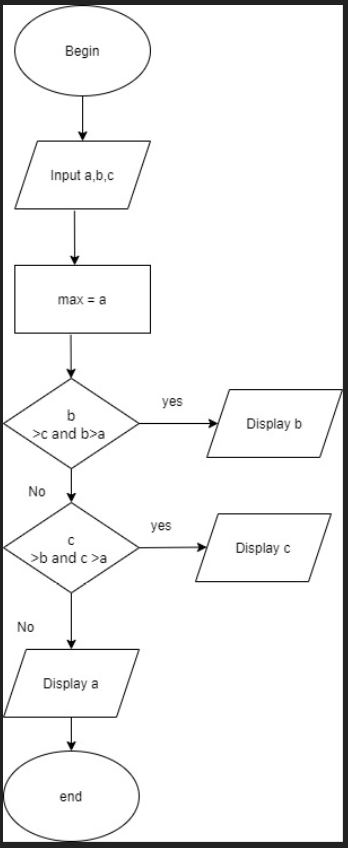 Begin
Input a,b,c
max = a
b
>c and b>a
yes
Display b
No
c
>b and c >a
yes
Display c
No
Display a
end